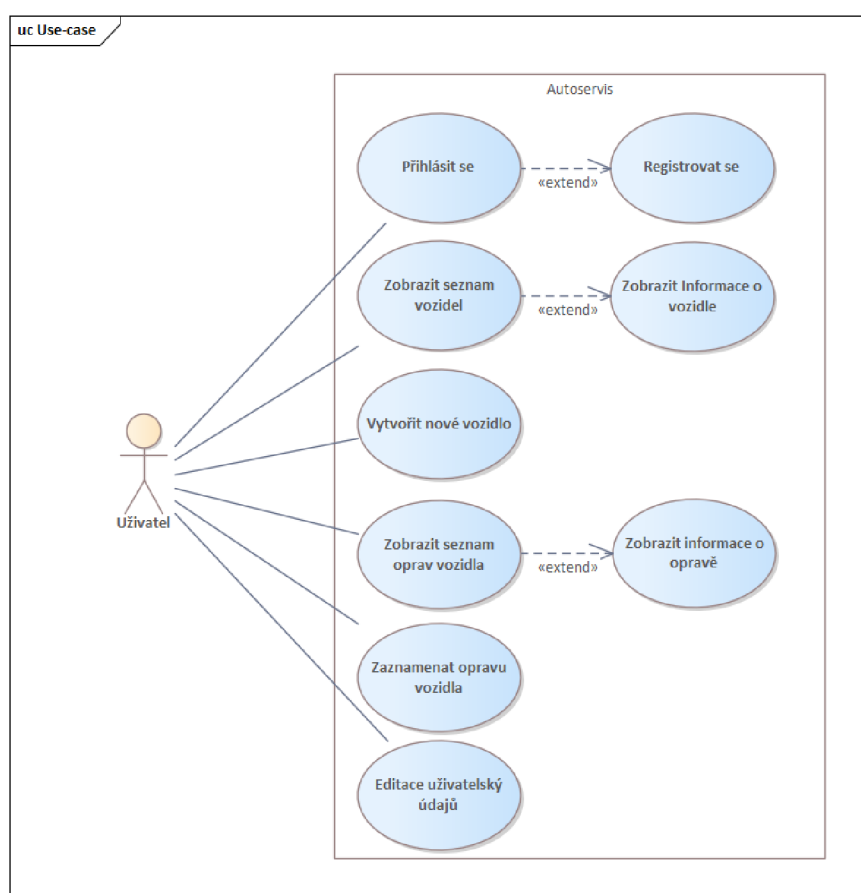 uc Use-case
Autoservis
Přihlásit se
«extend»
Registrovat se
Zobrazit seznam
vozidel
«extend»
Zobrazit Informace o
vozidle
Vytvořit nové vozidlo
Uživatel
Zobrazit seznam
oprav vozidla
«extend»
Zobrazit informace o
opravě
Zaznamenat opravu
vozidla
Editace uživatelský
údajů